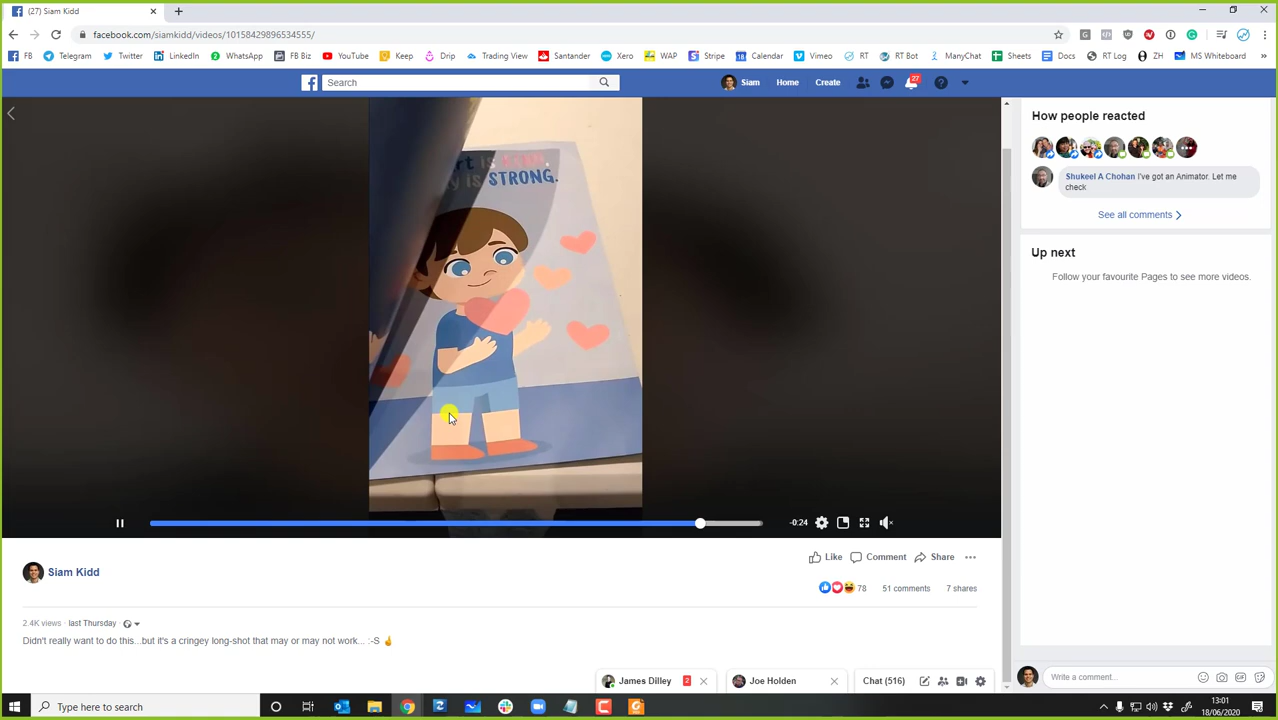 (27) Siam Kidd
facebook.com/siamkidd/videos/10158429896534555/
FB Telegram Twitter LinkedIn WhatsApp FB Biz YouTube Keep Drip Trading View Santander Xero WAP Stripe Calendar Vimeo RT RT Bot ManyChat Sheets Docs RT Log ZH MS Whiteboard
Search
Siam Home Create 27
is
is STRONG.
How people reacted
Shukeel A Chohan I've got an Animator. Let me
check
See all comments
Up next
Follow your favourite Pages to see more videos.
-0:24
Siam Kidd
Like Comment Share
78 51 comments 7 shares
2.4K views · last Thursday ·
Didn't really want to do this...but it's a cringey long-shot that may or may not work... :-S
James Dilley 2
Joe Holden
Chat (516)
Write a comment...
Type here to search
13:01
18/06/2020